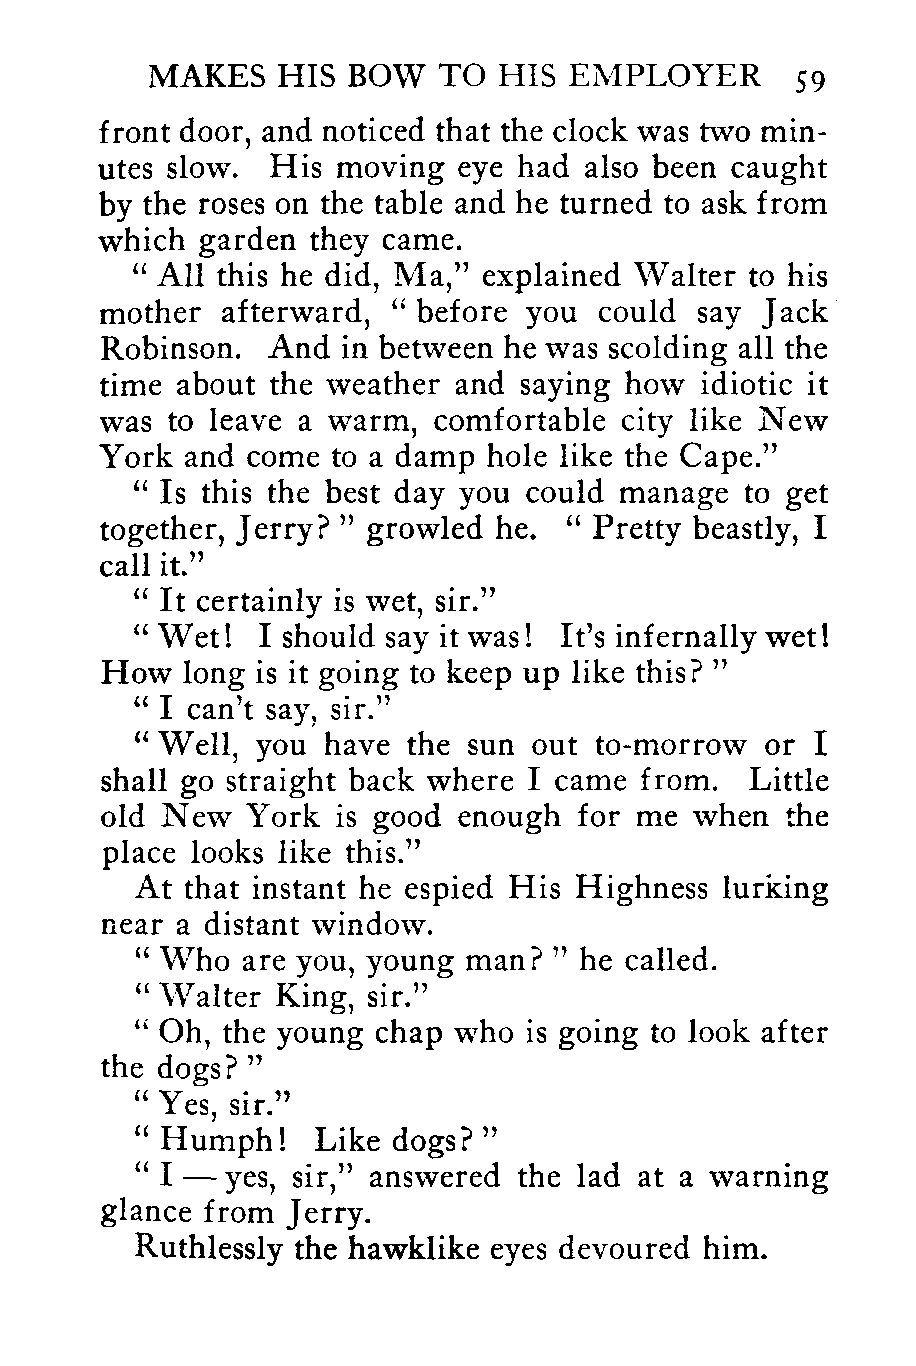 MAKES HIS BOW TO HIS EMPLOYER 59
front door, and noticed that the clock was two min-
utes slow. His moving eye had also been caught
by the roses on the table and he turned to ask from
which garden they came.
“ All this he did, Ma,” explained Walter to his
mother afterward, “ before you could say Jack
Robinson. And in between he was scolding all the
time about the weather and saying how idiotic it
was to leave a warm, comfortable city like New
York and come to a damp hole like the Cape.”
“ Is this the best day you could manage to get
together, Jerry? ” growled he. “ Pretty beastly, I
call it.”
“ It certainly is wet, sir.”
“ Wet! I should say it was! It’s infernally wet!
How long is it going to keep up like this? ”
“ I can’t say, sir.”
“ Well, you have the sun out to-morrow or I
shall go straight back where I came from. Little
old New York is good enough for me when the
place looks like this.”
At that instant he espied His Highness lurking
near a distant window.
“ Who are you, young man? ” he called.
“ Walter King, sir.”
“ Oh, the young chap who is going to look after
the dogs? ”
“ Yes, sir.”
“ Humph! Like dogs? ”
“ I — yes, sir,” answered the lad at a warning
glance from Jerry.
Ruthlessly the hawklike eyes devoured him.